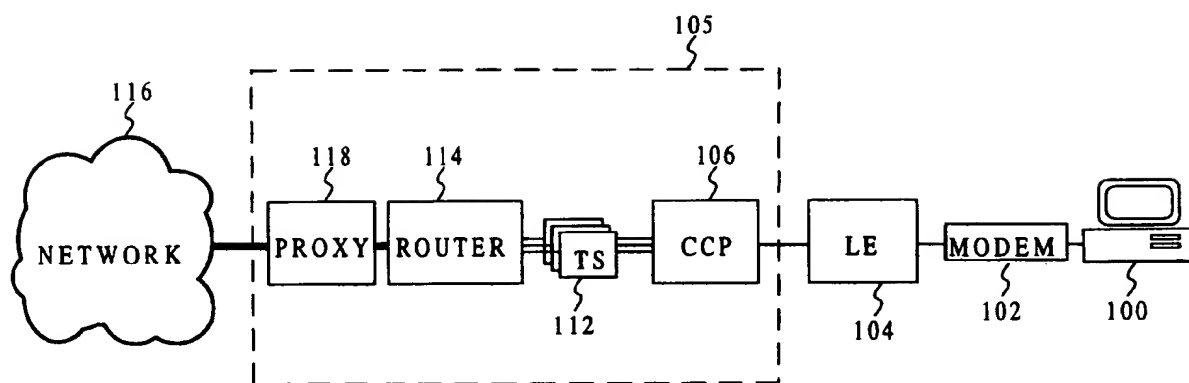 105
116
118
114
106
NETWORK
PROXY
ROUTER
TS
CCP
LE
MODEM
112
104
102
100